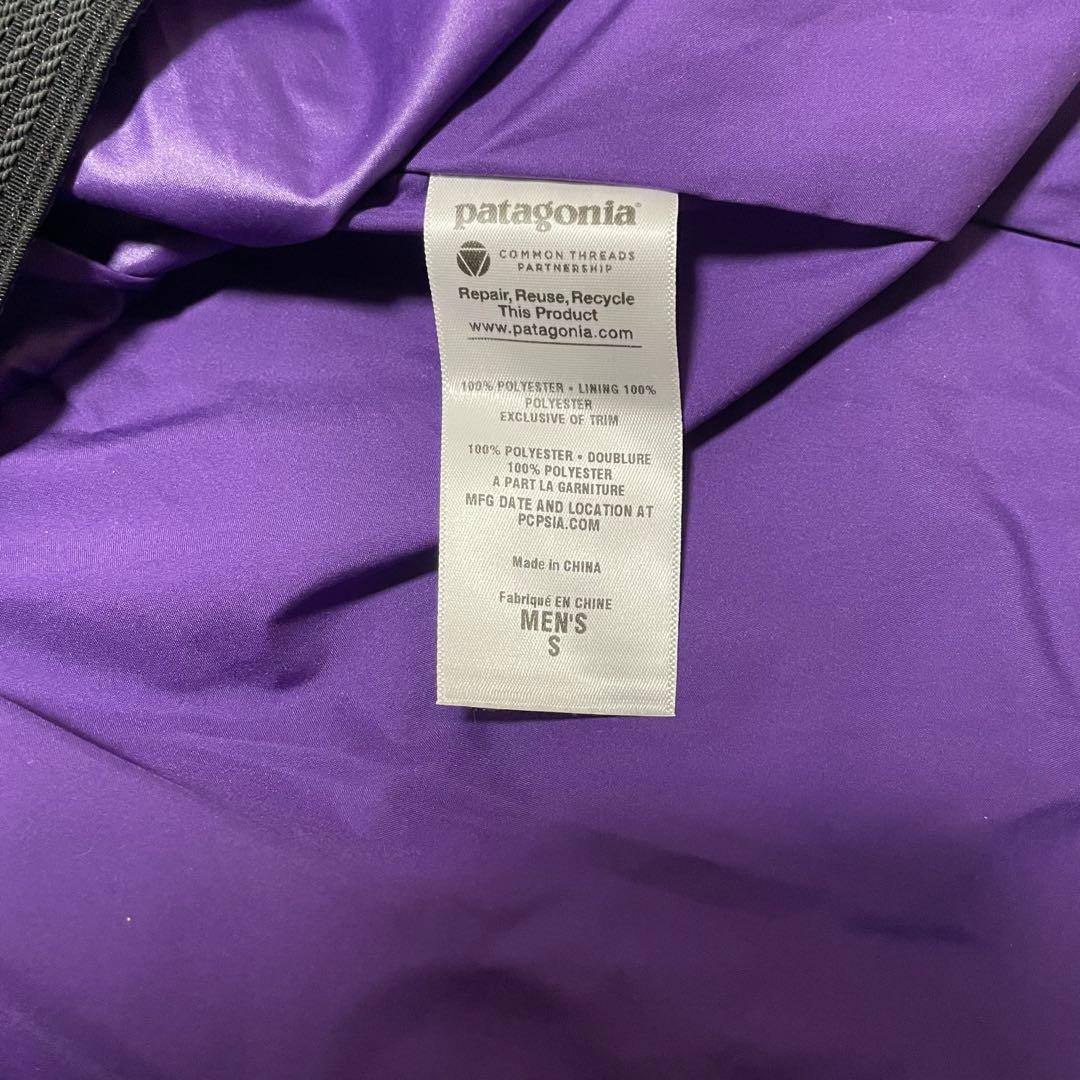 patagonia®
COMMON THREADS
PARTNERSHIP
Repair, Reuse, Recycle
This Product
www.patagonia.com
100% POLYESTER • LINING 100%
POLYESTER
EXCLUSIVE OF TRIM
100% POLYESTER • DOUBLURE
100% POLYESTER
A PART LA GARNITURE
MFG DATE AND LOCATION AT
PCPSIA.COM
Made in CHINA
Fabriqué EN CHINE
MEN'S
S